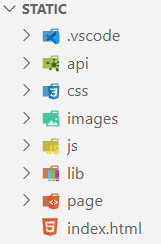 STATIC
.vscode
api
css
images
js
lib
page
index.html